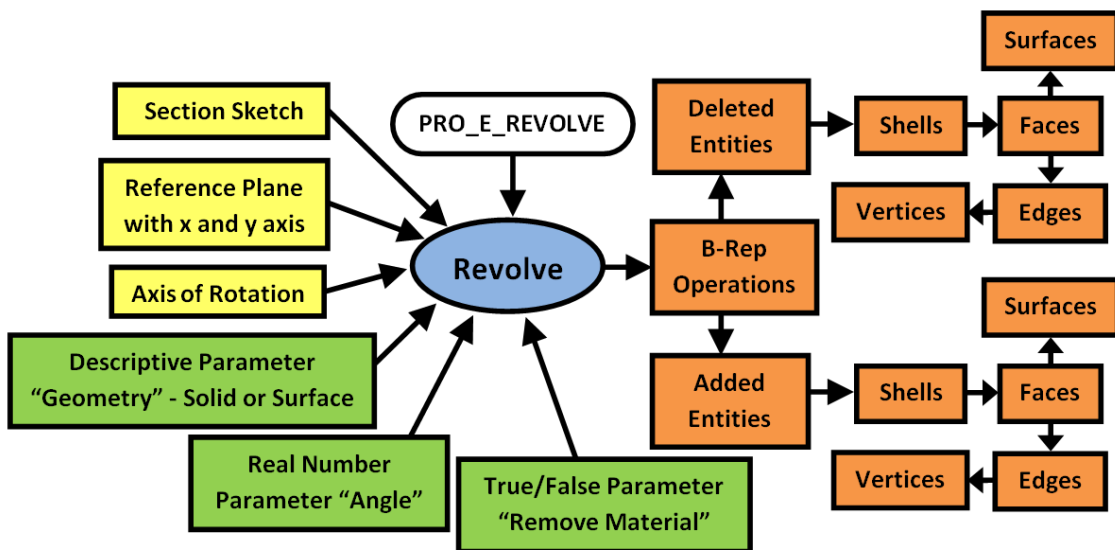 Section Sketch
Reference Plane
with x and y axis
Axis of Rotation
Descriptive Parameter
“Geometry” - Solid or Surface
Real Number
Parameter “Angle”
True/False Parameter
“Remove Material”
PRO_E_REVOLVE
Revolve
B-Rep
Operations
Deleted
Entities
Shells
Faces
Surfaces
Edges
Vertices
Added
Entities
Shells
Faces
Surfaces
Edges
Vertices